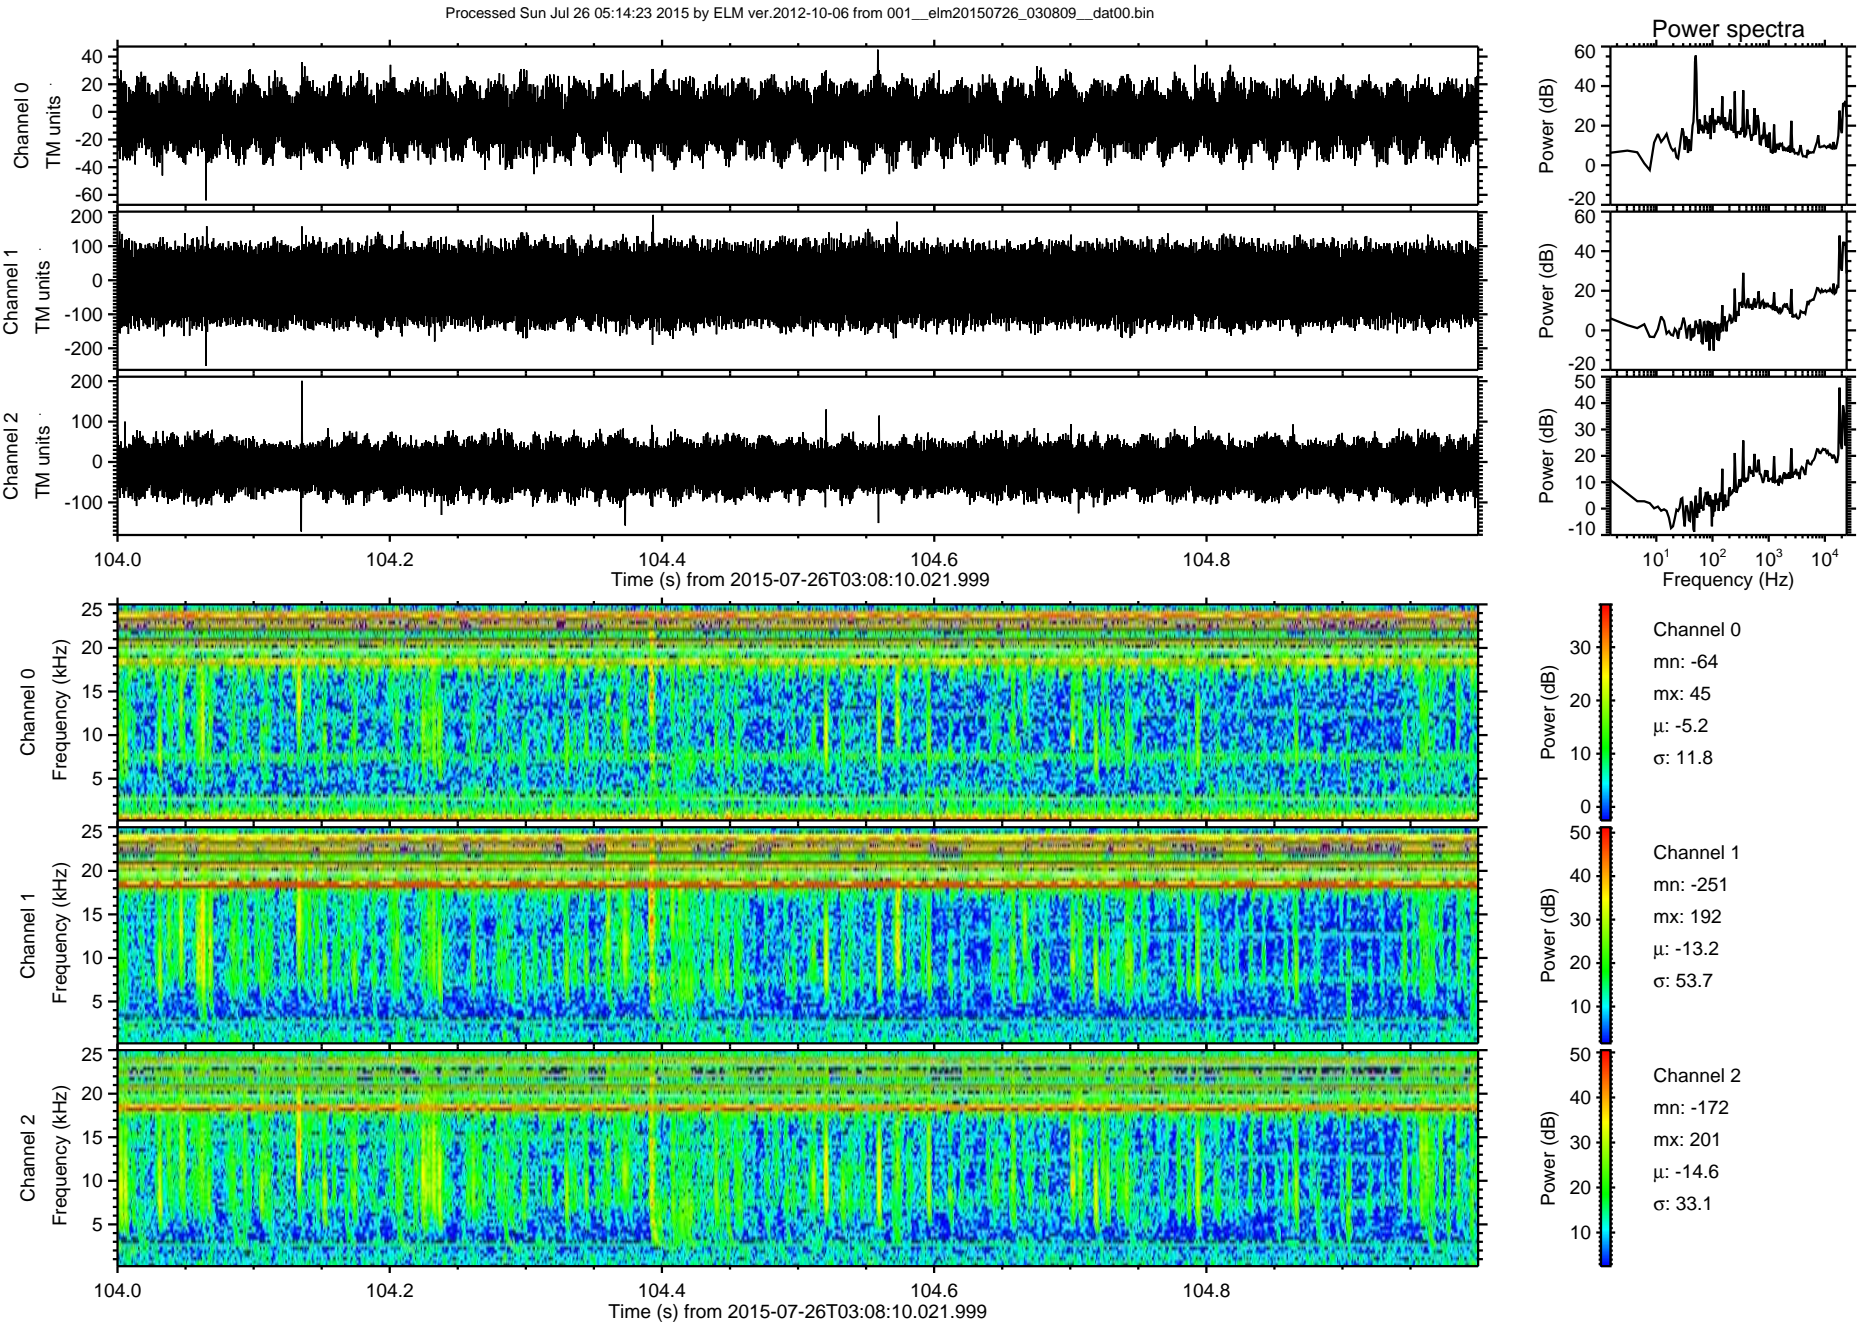 Processed Sun Jul 26 05:14:23 2015 by ELM ver.2012-10-06 from 001__elm20150726_030809__dat00.bin
Power spectra
Channel 0
TM units
40
20
0
-20
-40
-60
Power (dB)
60
40
20
0
-20
Channel 1
TM units
200
100
0
-100
-200
Power (dB)
60
40
20
0
-20
Channel 2
TM units
200
100
0
-100
Power (dB)
50
40
30
20
10
0
-10
104.0 104.2 104.4 104.6 104.8
Time (s) from 2015-07-26T03:08:10.021.999
10^1 10^2 10^3 10^4
Frequency (Hz)
Channel 0
Frequency (kHz)
25
20
15
10
5
Power (dB)
30
20
10
0
Channel 0
mn: -64
mx: 45
μ: -5.2
σ: 11.8
Channel 1
Frequency (kHz)
25
20
15
10
5
Power (dB)
50
40
30
20
10
Channel 1
mn: -251
mx: 192
μ: -13.2
σ: 53.7
Channel 2
Frequency (kHz)
25
20
15
10
5
Power (dB)
50
40
30
20
10
Channel 2
mn: -172
mx: 201
μ: -14.6
σ: 33.1
104.0 104.2 104.4 104.6 104.8
Time (s) from 2015-07-26T03:08:10.021.999